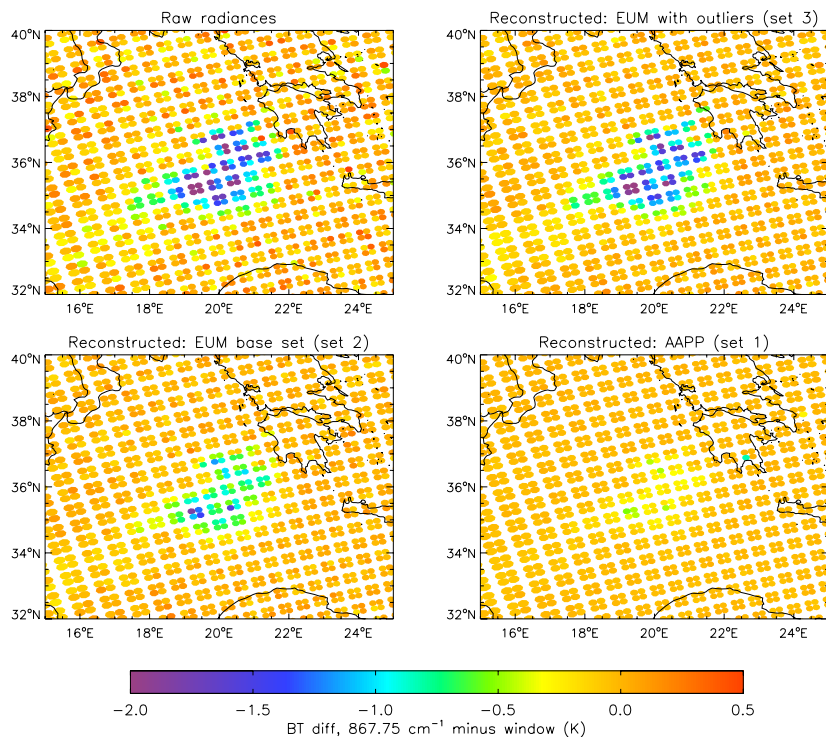 Raw radiances
Reconstructed: EUM with outliers (set 3)
40°N
38°N
36°N
34°N
32°N
16°E 18°E 20°E 22°E 24°E
40°N
38°N
36°N
34°N
32°N
16°E 18°E 20°E 22°E 24°E
Reconstructed: EUM base set (set 2)
Reconstructed: AAPP (set 1)
40°N
38°N
36°N
34°N
32°N
16°E 18°E 20°E 22°E 24°E
40°N
38°N
36°N
34°N
32°N
16°E 18°E 20°E 22°E 24°E
-2.0 -1.5 -1.0 -0.5 0.0 0.5
BT diff, 867.75 cm⁻¹ minus window (K)